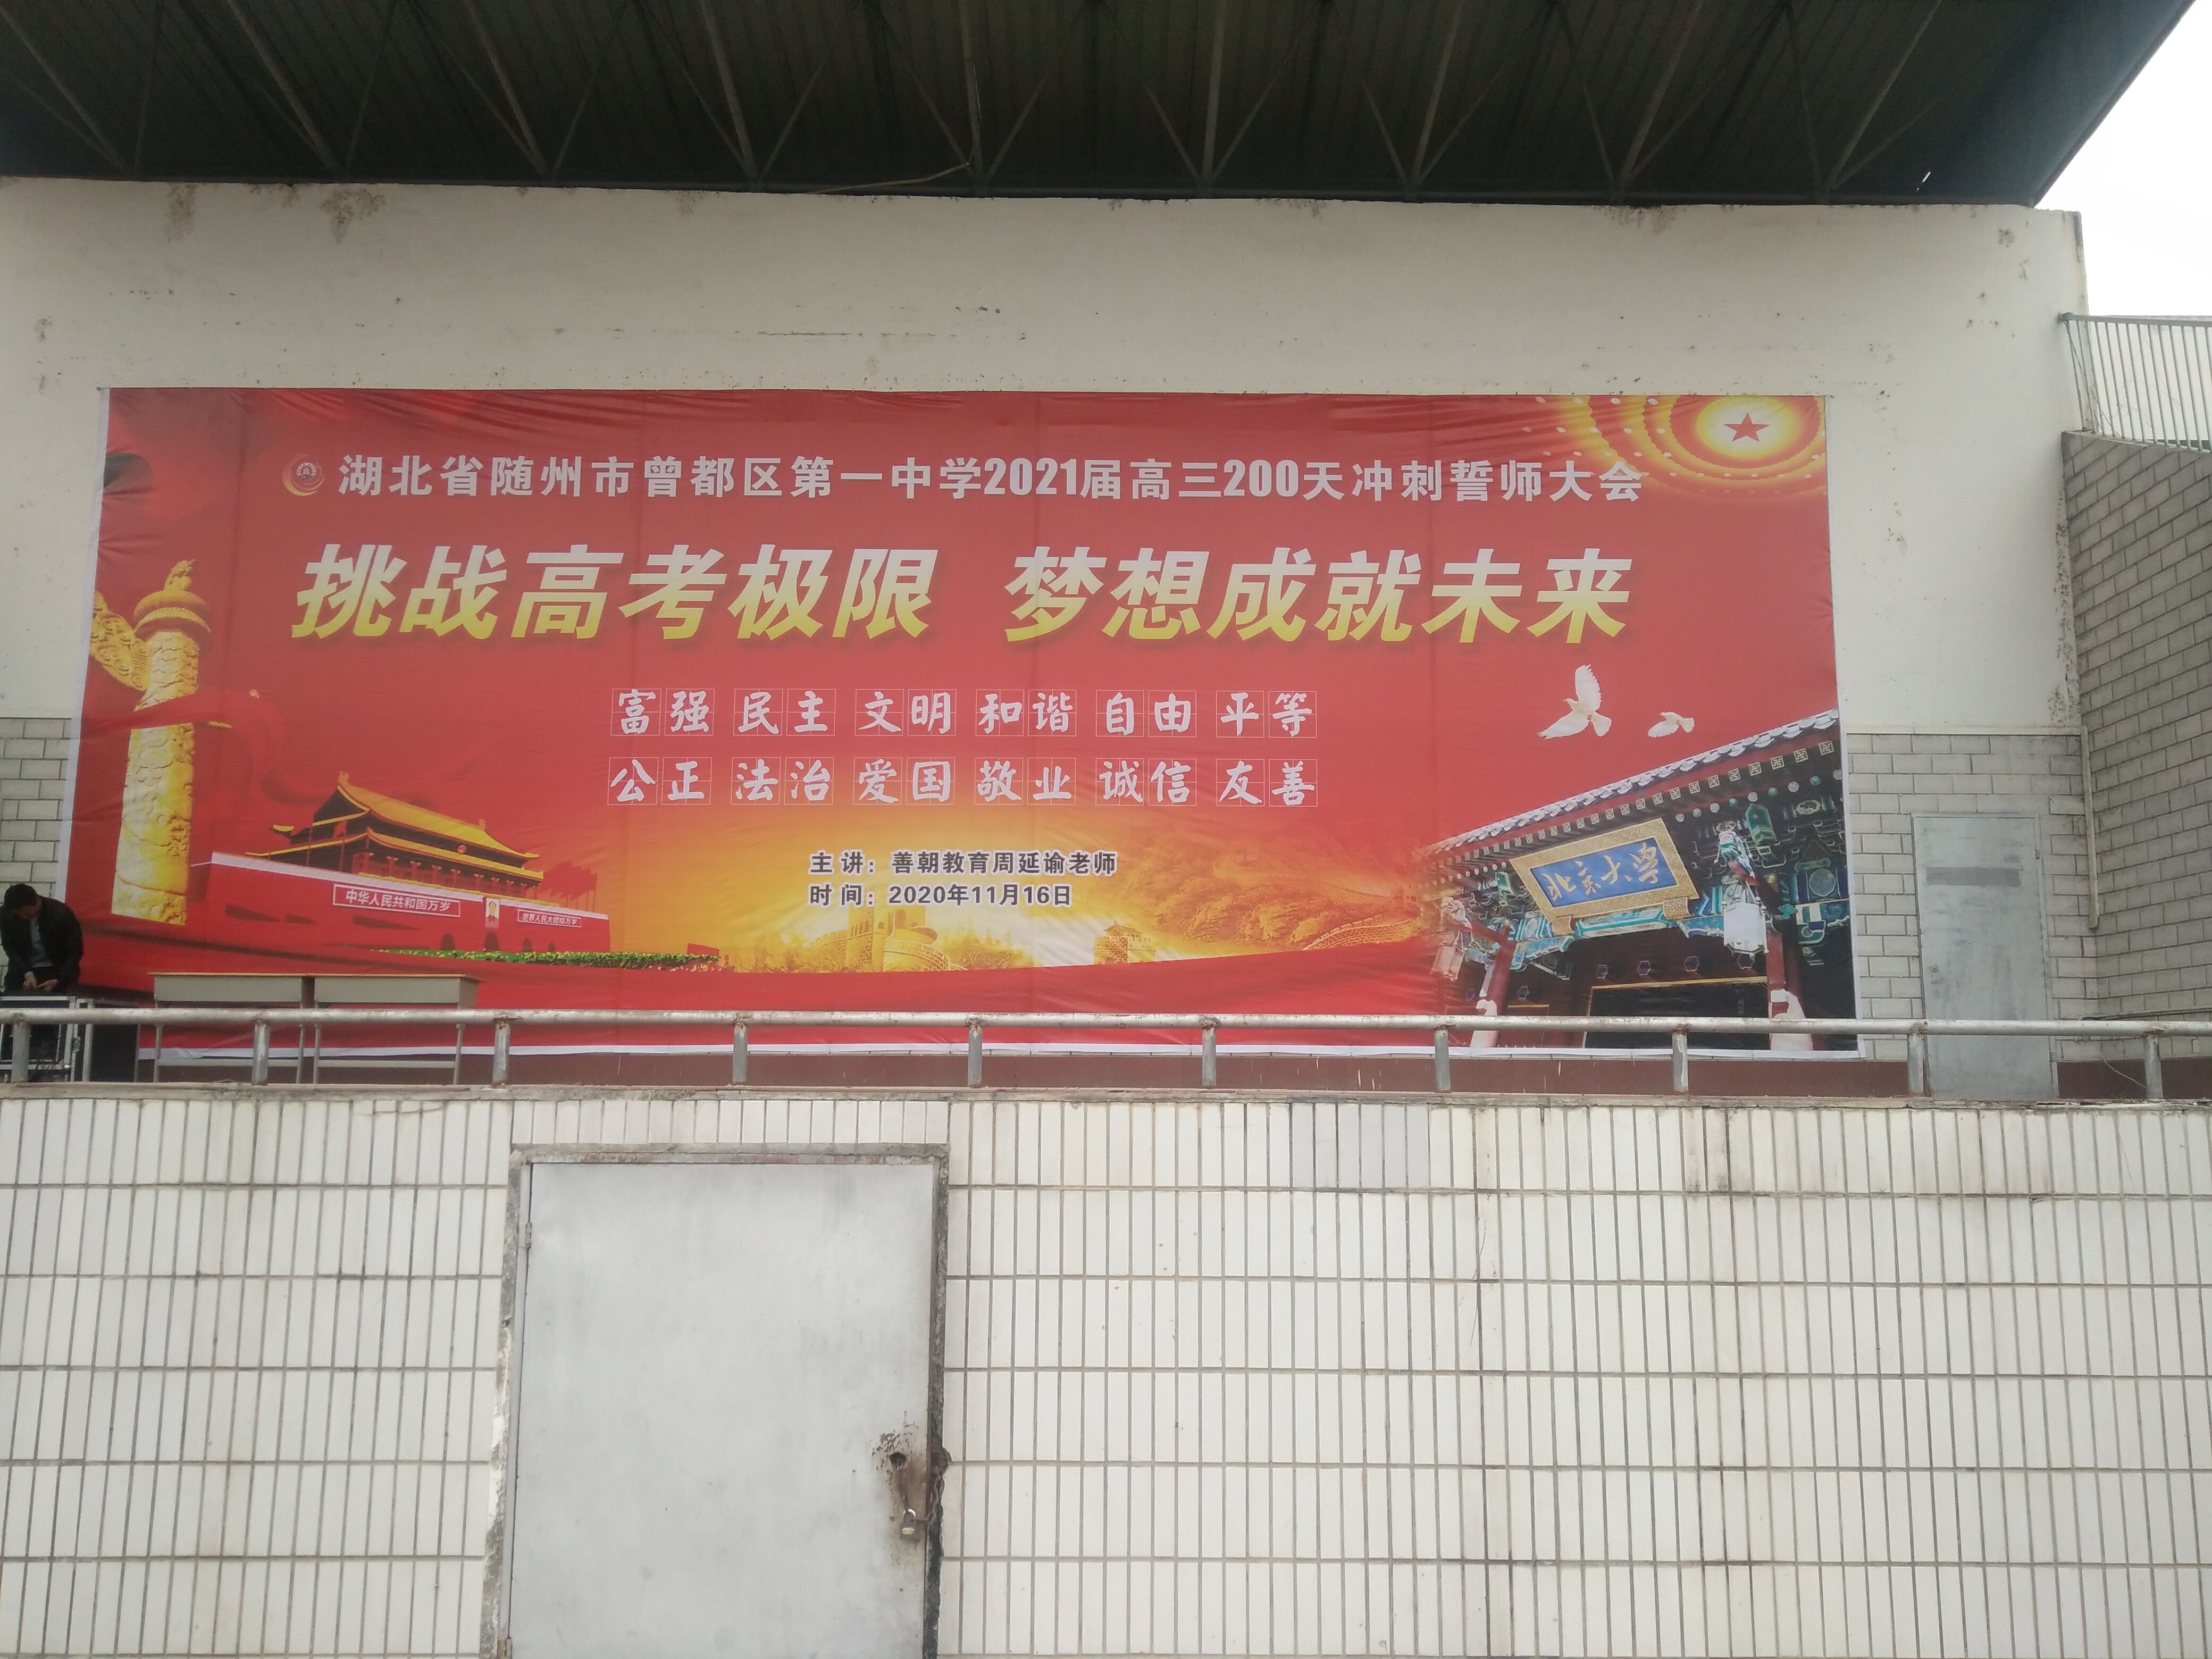 湖北省随州市曾都区第一中学2021届高三200天冲刺誓师大会
挑战高考极限 梦想成就未来
富强 民主 文明 和谐 自由 平等
公正 法治 爱国 敬业 诚信 友善
主讲：善朝教育周延谕老师
时间：2020年11月16日
中华人民共和国万岁
世界人民大团结万岁
北京大学